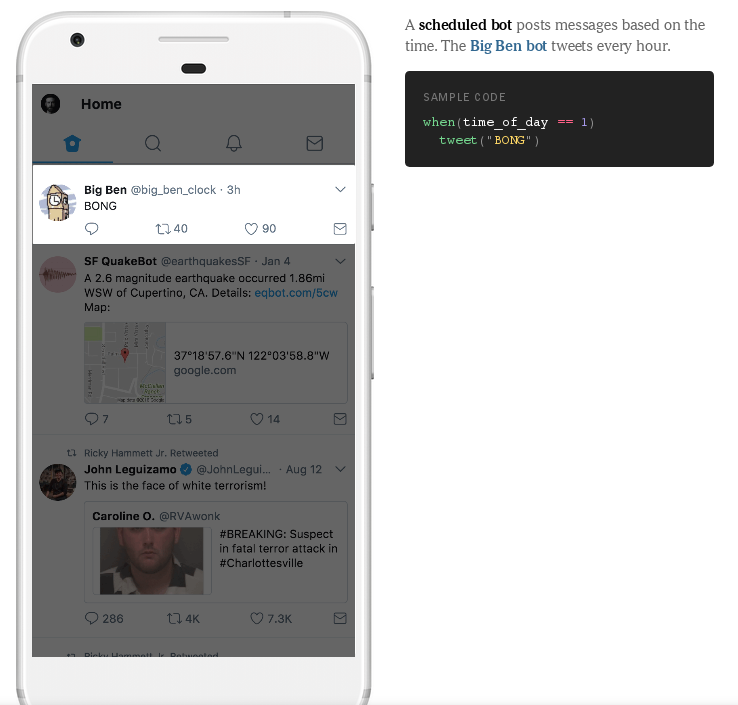 A scheduled bot posts messages based on the
time. The Big Ben bot tweets every hour.
SAMPLE CODE
when(time_of_day == 1)
tweet("BONG")
Home
Big Ben @big_ben_clock · 3h
BONG
40 90
SF QuakeBot @earthquakesSF · Jan 4
A 2.6 magnitude earthquake occurred 1.86mi
WSW of Cupertino, CA. Details: eqbot.com/5cw
Map:
37°18'57.6"N 122°03'58.8"W
google.com
7 5 14
Ricky Hammett Jr. Retweeted
John Leguizamo @JohnLegui... · Aug 12
This is the face of white terrorism!
Caroline O. @RVAwonk
#BREAKING: Suspect
in fatal terror attack in
#Charlottesville
286 4K 7.3K
Ricky Hammett Jr. Retweeted